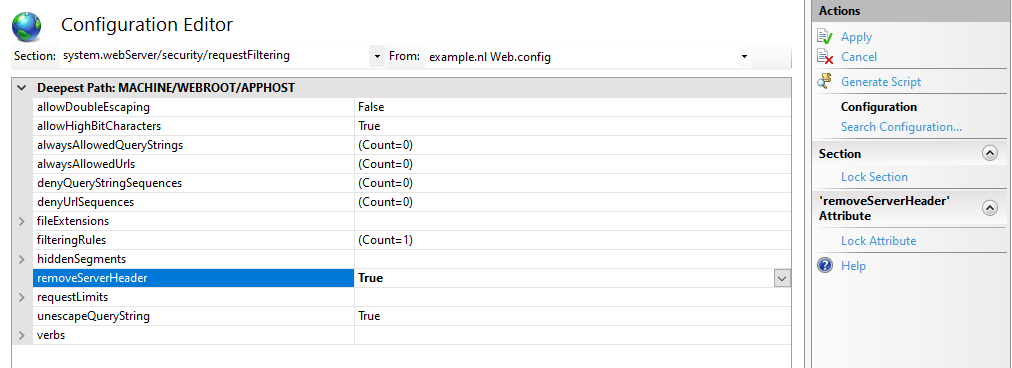 Configuration Editor
Section: system.webServer/security/requestFiltering From: example.nl Web.config
Deepest Path: MACHINE/WEBROOT/APPHOST
allowDoubleEscaping False
allowHighBitCharacters True
alwaysAllowedQueryStrings (Count=0)
alwaysAllowedUrls (Count=0)
denyQueryStringSequences (Count=0)
denyUrlSequences (Count=0)
fileExtensions
filteringRules (Count=1)
hiddenSegments
removeServerHeader True
requestLimits
unescapeQueryString True
verbs
Actions
Apply
Cancel
Generate Script
Configuration
Search Configuration...
Section
Lock Section
'removeServerHeader'
Attribute
Lock Attribute
Help